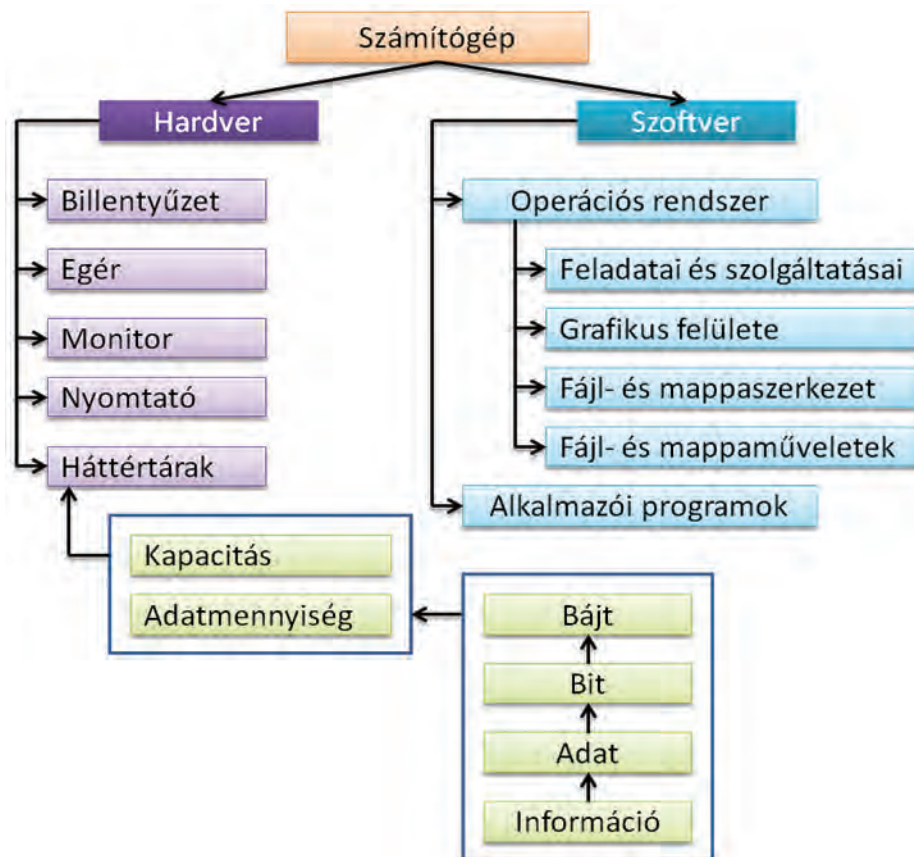 Számítógép
Hardver
Billentyűzet
Egér
Monitor
Nyomtató
Háttértárak
Kapacitás
Adatmennyiség
Szoftver
Operációs rendszer
Feladatai és szolgáltatásai
Grafikus felülete
Fájl- és mappaszerkezet
Fájl- és mappaműveletek
Alkalmazói programok
Bájt
Bit
Adat
Információ